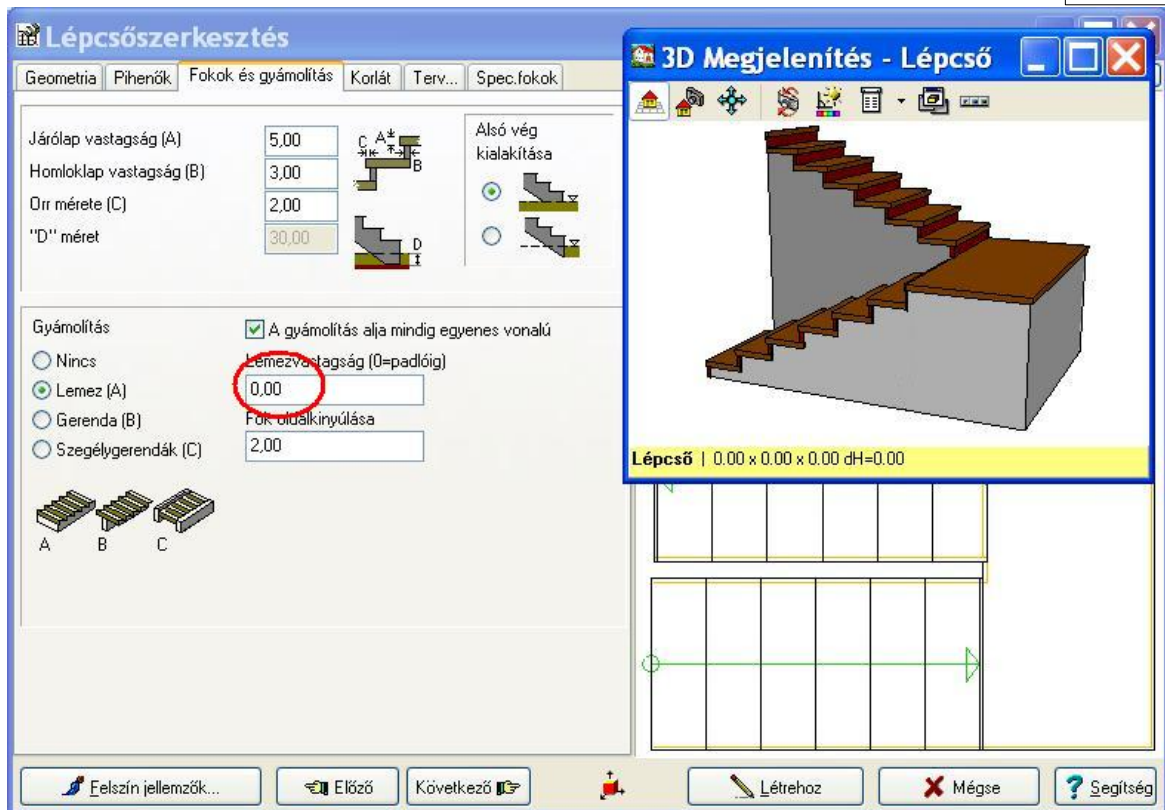 Lépcsőszerkesztés
Geometria Pihenők Fokok és gyámolítás Korlát Terv... Spec.fokok
Járólap vastagság (A) 5,00
Homloklap vastagság (B) 3,00
Orr mérete (C) 2,00
"D" méret 30,00
C A B
D
Alsó vég
kialakítása
Gyámolítás
Nincs
Lemez (A)
Gerenda (B)
Szegélygerendák (C)
A B C
A gyámolítás alja mindig egyenes vonalú
Lemezvastagság (0=padlóig)
0,00
Fok oldalkinyúlása
2,00
3D Megjelenítés - Lépcső
Lépcső | 0.00 x 0.00 x 0.00 dH=0.00
Felszín jellemzők... Előző Következő Létrehoz Mégse Segítség